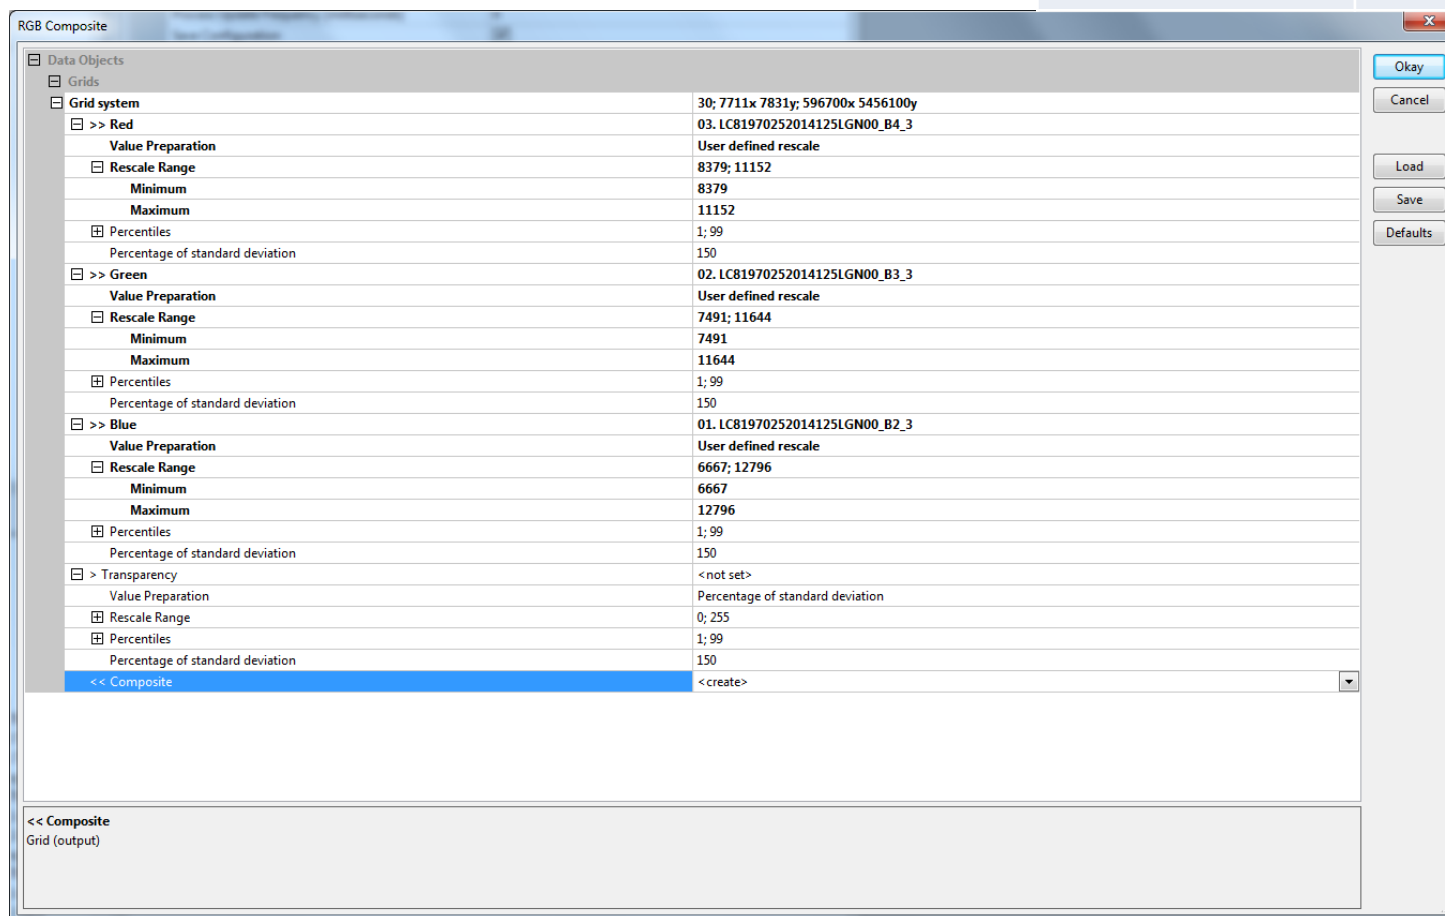 RGB Composite
Data Objects
Okay
Grids
Grid system 30; 7711x 7831y; 596700x 5456100y
Cancel
>> Red 03. LC81970252014125LGN00_B4_3
Value Preparation User defined rescale
Rescale Range 8379; 11152
Load
Minimum 8379
Save
Maximum 11152
Percentiles 1; 99
Defaults
Percentage of standard deviation 150
>> Green 02. LC81970252014125LGN00_B3_3
Value Preparation User defined rescale
Rescale Range 7491; 11644
Minimum 7491
Maximum 11644
Percentiles 1; 99
Percentage of standard deviation 150
>> Blue 01. LC81970252014125LGN00_B2_3
Value Preparation User defined rescale
Rescale Range 6667; 12796
Minimum 6667
Maximum 12796
Percentiles 1; 99
Percentage of standard deviation 150
> Transparency <not set>
Value Preparation Percentage of standard deviation
Rescale Range 0; 255
Percentiles 1; 99
Percentage of standard deviation 150
<< Composite <create>
<< Composite
Grid (output)